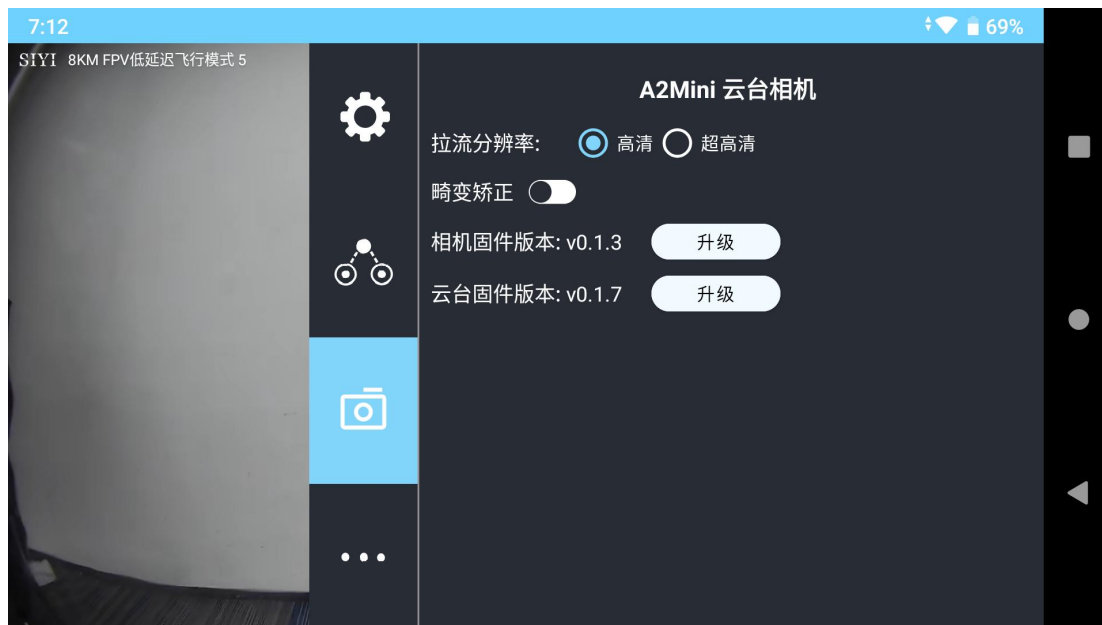 7:12
69%
SIYI 8KM FPV低延迟飞行模式 5
A2Mini 云台相机
拉流分辨率: 高清 超高清
畸变矫正
相机固件版本: v0.1.3 升级
云台固件版本: v0.1.7 升级